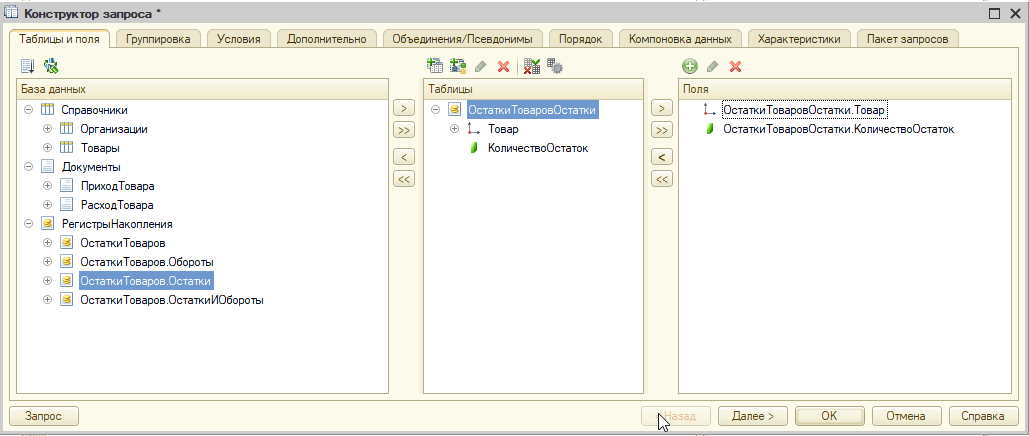 Конструктор запроса *
Таблицы и поля
Группировка
Условия
Дополнительно
Объединения/Псевдонимы
Порядок
Компоновка данных
Характеристики
Пакет запросов
База данных
Справочники
Организации
Товары
Документы
ПриходТовара
РасходТовара
РегистрыНакопления
ОстаткиТоваров
ОстаткиТоваров.Обороты
ОстаткиТоваров.Остатки
ОстаткиТоваров.ОстаткиИОбороты
>
>>
<
<<
Таблицы
ОстаткиТоваровОстатки
Товар
КоличествоОстаток
>
>>
<
<<
Поля
ОстаткиТоваровОстатки.Товар
ОстаткиТоваровОстатки.КоличествоОстаток
Запрос
< Назад
Далее >
OK
Отмена
Справка